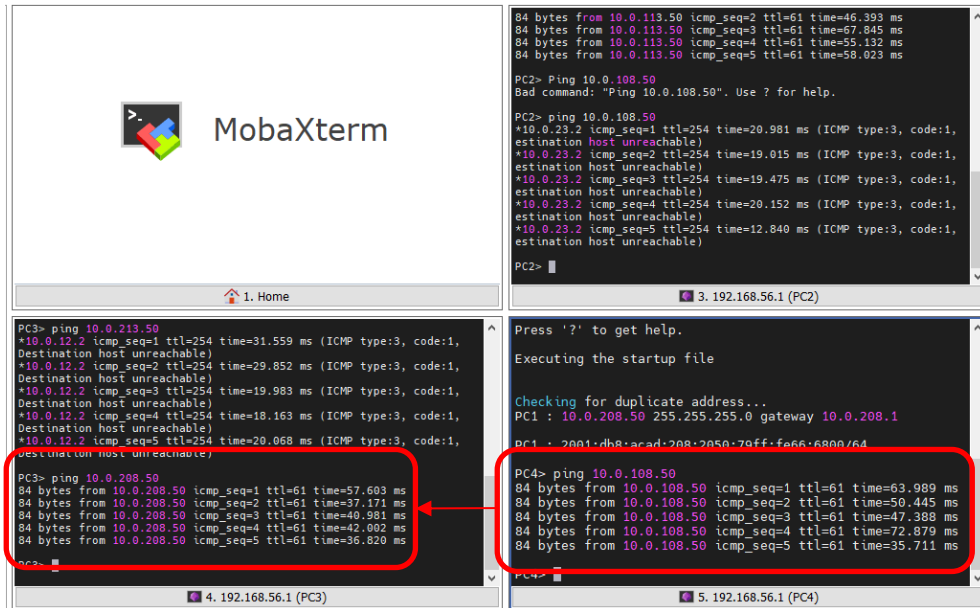 MobaXterm
1. Home
84 bytes from 10.0.113.50 icmp_seq=2 ttl=61 time=46.393 ms
84 bytes from 10.0.113.50 icmp_seq=3 ttl=61 time=67.845 ms
84 bytes from 10.0.113.50 icmp_seq=4 ttl=61 time=55.132 ms
84 bytes from 10.0.113.50 icmp_seq=5 ttl=61 time=58.023 ms
PC2> Ping 10.0.108.50
Bad command: "Ping 10.0.108.50". Use ? for help.
PC2> ping 10.0.108.50
*10.0.23.2 icmp_seq=1 ttl=254 time=20.981 ms (ICMP type:3, code:1,
estination host unreachable)
*10.0.23.2 icmp_seq=2 ttl=254 time=19.015 ms (ICMP type:3, code:1,
estination host unreachable)
*10.0.23.2 icmp_seq=3 ttl=254 time=19.475 ms (ICMP type:3, code:1,
estination host unreachable)
*10.0.23.2 icmp_seq=4 ttl=254 time=20.152 ms (ICMP type:3, code:1,
estination host unreachable)
*10.0.23.2 icmp_seq=5 ttl=254 time=12.840 ms (ICMP type:3, code:1,
estination host unreachable)
PC2>
3. 192.168.56.1 (PC2)
PC3> ping 10.0.213.50
*10.0.12.2 icmp_seq=1 ttl=254 time=31.559 ms (ICMP type:3, code:1,
Destination host unreachable)
*10.0.12.2 icmp_seq=2 ttl=254 time=29.852 ms (ICMP type:3, code:1,
Destination host unreachable)
*10.0.12.2 icmp_seq=3 ttl=254 time=19.983 ms (ICMP type:3, code:1,
Destination host unreachable)
*10.0.12.2 icmp_seq=4 ttl=254 time=18.163 ms (ICMP type:3, code:1,
Destination host unreachable)
*10.0.12.2 icmp_seq=5 ttl=254 time=20.068 ms (ICMP type:3, code:1,
Destination host unreachable)
PC3> ping 10.0.208.50
84 bytes from 10.0.208.50 icmp_seq=1 ttl=61 time=57.603 ms
84 bytes from 10.0.208.50 icmp_seq=2 ttl=61 time=37.171 ms
84 bytes from 10.0.208.50 icmp_seq=3 ttl=61 time=40.981 ms
84 bytes from 10.0.208.50 icmp_seq=4 ttl=61 time=42.002 ms
84 bytes from 10.0.208.50 icmp_seq=5 ttl=61 time=36.820 ms
PC3>
4. 192.168.56.1 (PC3)
Press '?' to get help.
Executing the startup file
Checking for duplicate address...
PC1 : 10.0.208.50 255.255.255.0 gateway 10.0.208.1
PC1 : 2001:db8:acad:208:2050:79ff:fe66:6800/64
PC4> ping 10.0.108.50
84 bytes from 10.0.108.50 icmp_seq=1 ttl=61 time=63.989 ms
84 bytes from 10.0.108.50 icmp_seq=2 ttl=61 time=50.445 ms
84 bytes from 10.0.108.50 icmp_seq=3 ttl=61 time=47.388 ms
84 bytes from 10.0.108.50 icmp_seq=4 ttl=61 time=72.879 ms
84 bytes from 10.0.108.50 icmp_seq=5 ttl=61 time=35.711 ms
PC4>
5. 192.168.56.1 (PC4)